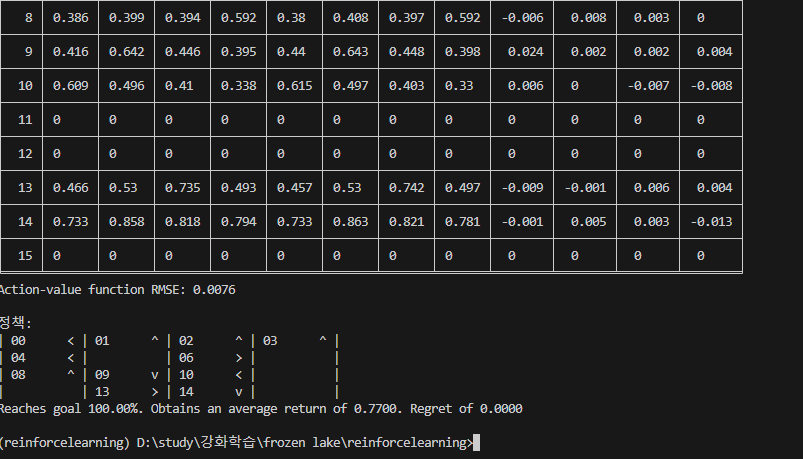 8 0.386 0.399 0.394 0.592 0.38 0.408 0.397 0.592 -0.006 0.008 0.003 0
9 0.416 0.642 0.446 0.395 0.44 0.643 0.448 0.398 0.024 0.002 0.002 0.004
10 0.609 0.496 0.41 0.338 0.615 0.497 0.403 0.33 0.006 0 -0.007 -0.008
11 0 0 0 0 0 0 0 0 0 0 0 0
12 0 0 0 0 0 0 0 0 0 0 0 0
13 0.466 0.53 0.735 0.493 0.457 0.53 0.742 0.497 -0.009 -0.001 0.006 0.004
14 0.733 0.858 0.818 0.794 0.733 0.863 0.821 0.781 -0.001 0.005 0.003 -0.013
15 0 0 0 0 0 0 0 0 0 0 0 0
Action-value function RMSE: 0.0076
정책:
| 00 < | 01 ^ | 02 ^ | 03 ^ |
| 04 < | | 06 > | |
| 08 ^ | 09 v | 10 < | |
| | 13 > | 14 v | |
Reaches goal 100.00%. Obtains an average return of 0.7700. Regret of 0.0000
(reinforcelearning) D:\study\강화학습\frozen lake\reinforcelearning>